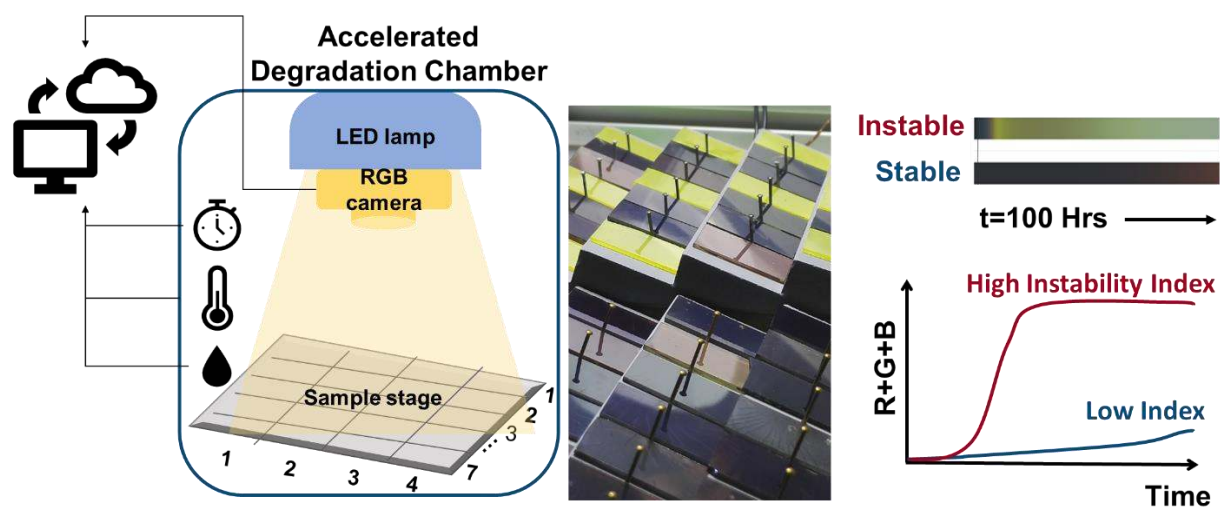 Accelerated
Degradation Chamber
LED lamp
RGB
camera
Sample stage
1
2
3
4
1
2
... 3
7
Instable
Stable
t=100 Hrs
High Instability Index
R+G+B
Low Index
Time